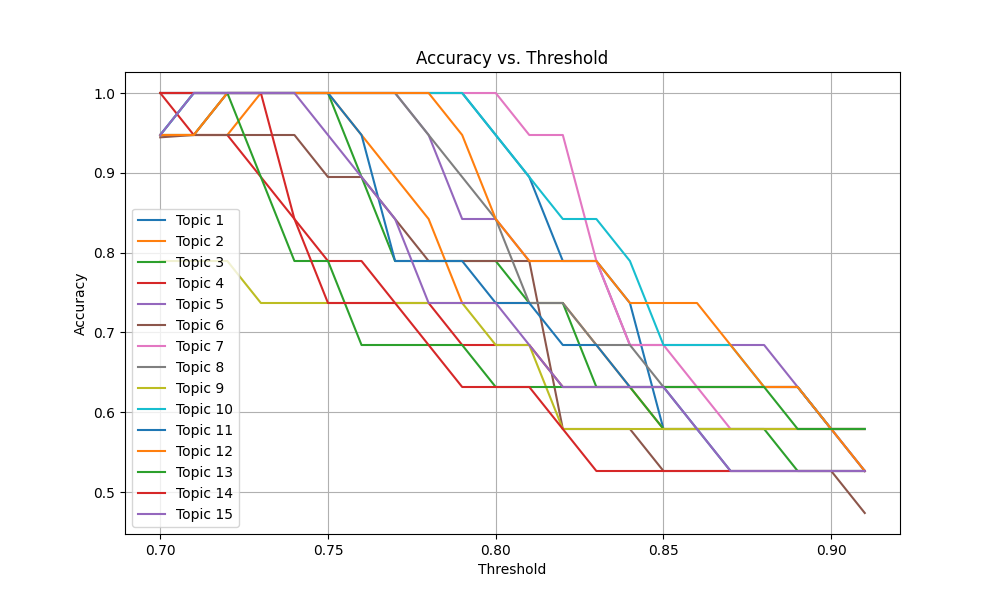 Accuracy vs. Threshold
1.0
0.9
0.8
0.7
0.6
0.5
Accuracy
Topic 1
Topic 2
Topic 3
Topic 4
Topic 5
Topic 6
Topic 7
Topic 8
Topic 9
Topic 10
Topic 11
Topic 12
Topic 13
Topic 14
Topic 15
0.70 0.75 0.80 0.85 0.90
Threshold